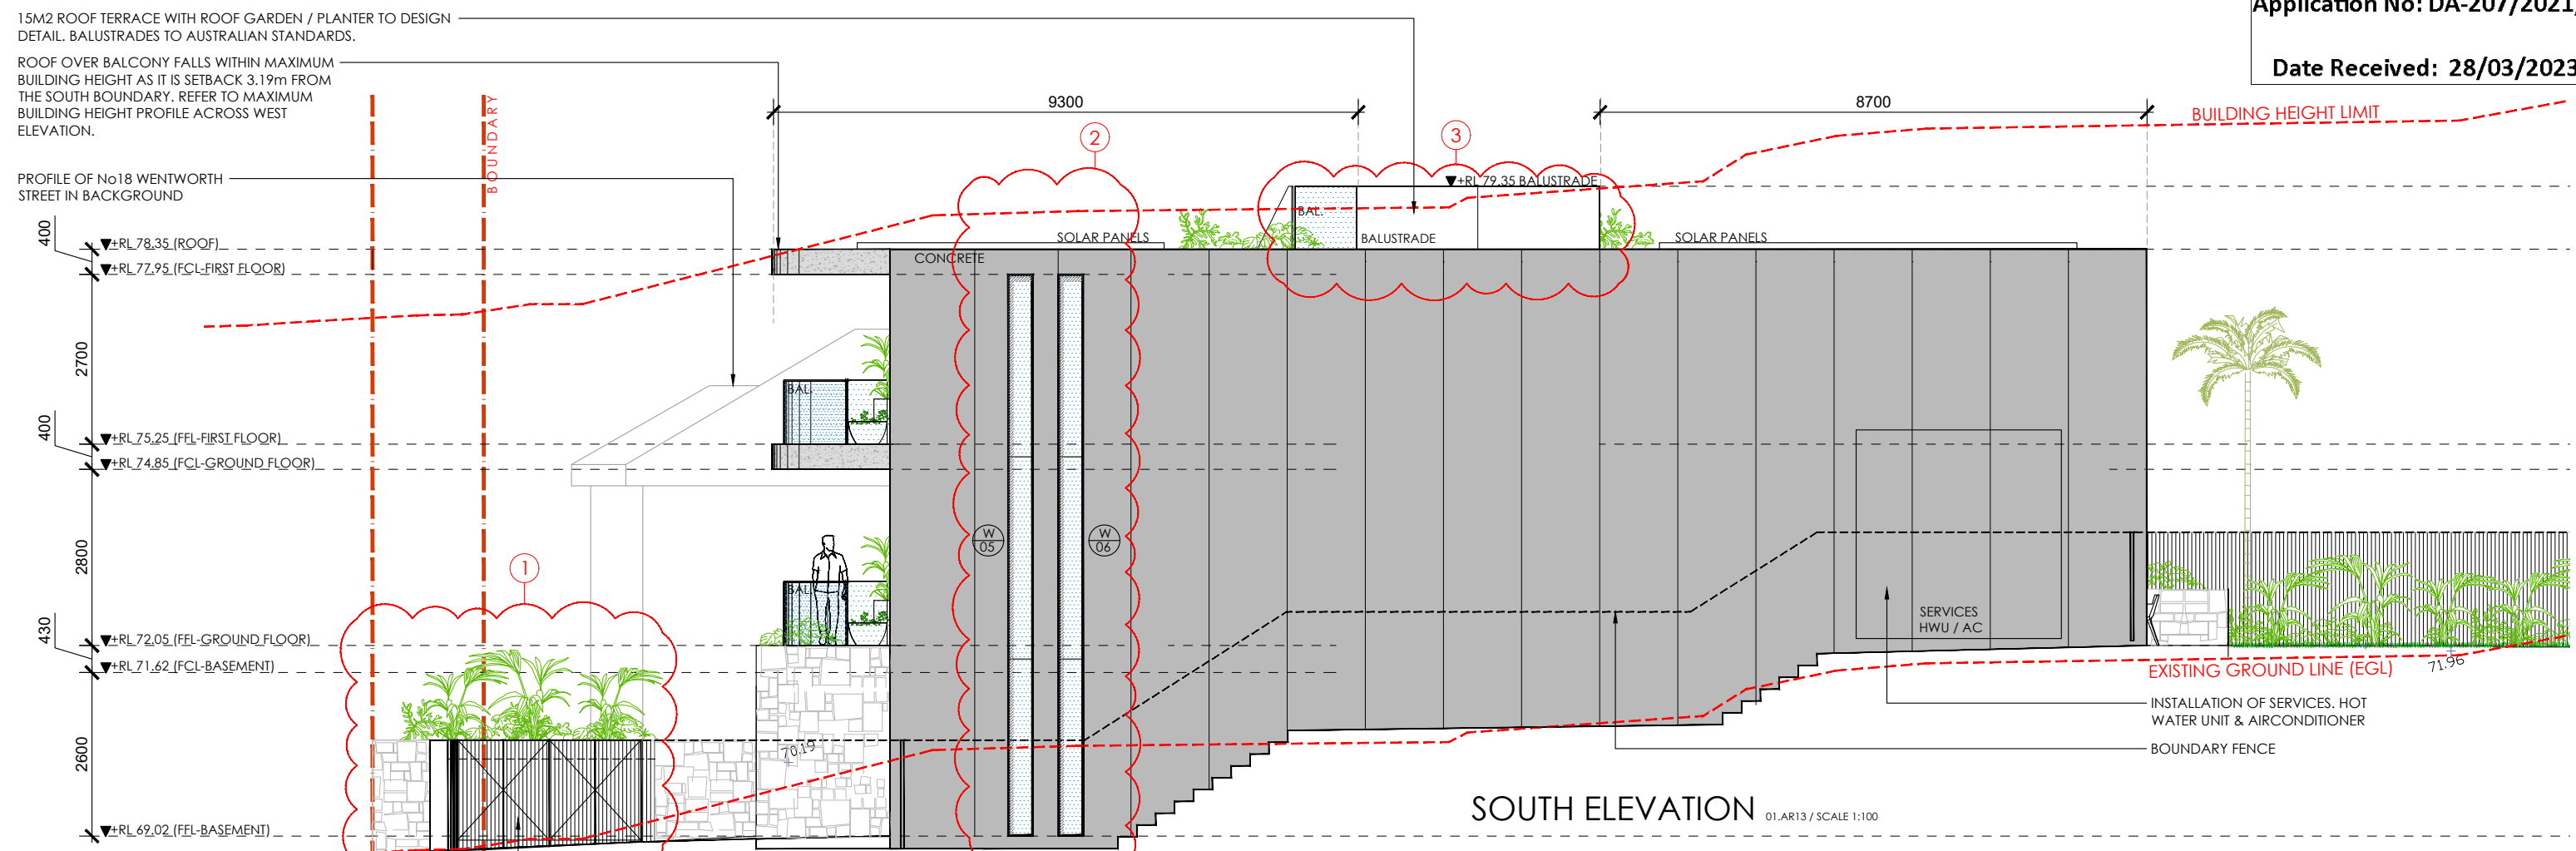 15M2 ROOF TERRACE WITH ROOF GARDEN / PLANTER TO DESIGN
DETAIL. BALUSTRADES TO AUSTRALIAN STANDARDS.
ROOF OVER BALCONY FALLS WITHIN MAXIMUM
BUILDING HEIGHT AS IT IS SETBACK 3.19m FROM
THE SOUTH BOUNDARY. REFER TO MAXIMUM
BUILDING HEIGHT PROFILE ACROSS WEST
ELEVATION.
PROFILE OF No18 WENTWORTH
STREET IN BACKGROUND
Application No: DA-207/2021/
Date Received: 28/03/2023
BOUNDARY
9300
8700
BUILDING HEIGHT LIMIT
2
3
1
+RL 79.35 BALUSTRADE
BAL.
BALUSTRADE
SOLAR PANELS
SOLAR PANELS
CONCRETE
400
+RL 78.35 (ROOF)
+RL 77.95 (FCL-FIRST FLOOR)
2700
BAL.
400
+RL 75.25 (FFL-FIRST FLOOR)
+RL 74.85 (FCL-GROUND FLOOR)
2800
W
05
W
06
BAL.
430
+RL 72.05 (FFL-GROUND FLOOR)
+RL 71.62 (FCL-BASEMENT)
2600
70.19
+RL 69.02 (FFL-BASEMENT)
SERVICES
HWU / AC
EXISTING GROUND LINE (EGL)
71.96
INSTALLATION OF SERVICES. HOT
WATER UNIT & AIRCONDITIONER
BOUNDARY FENCE
SOUTH ELEVATION 01.AR13 / SCALE 1:100